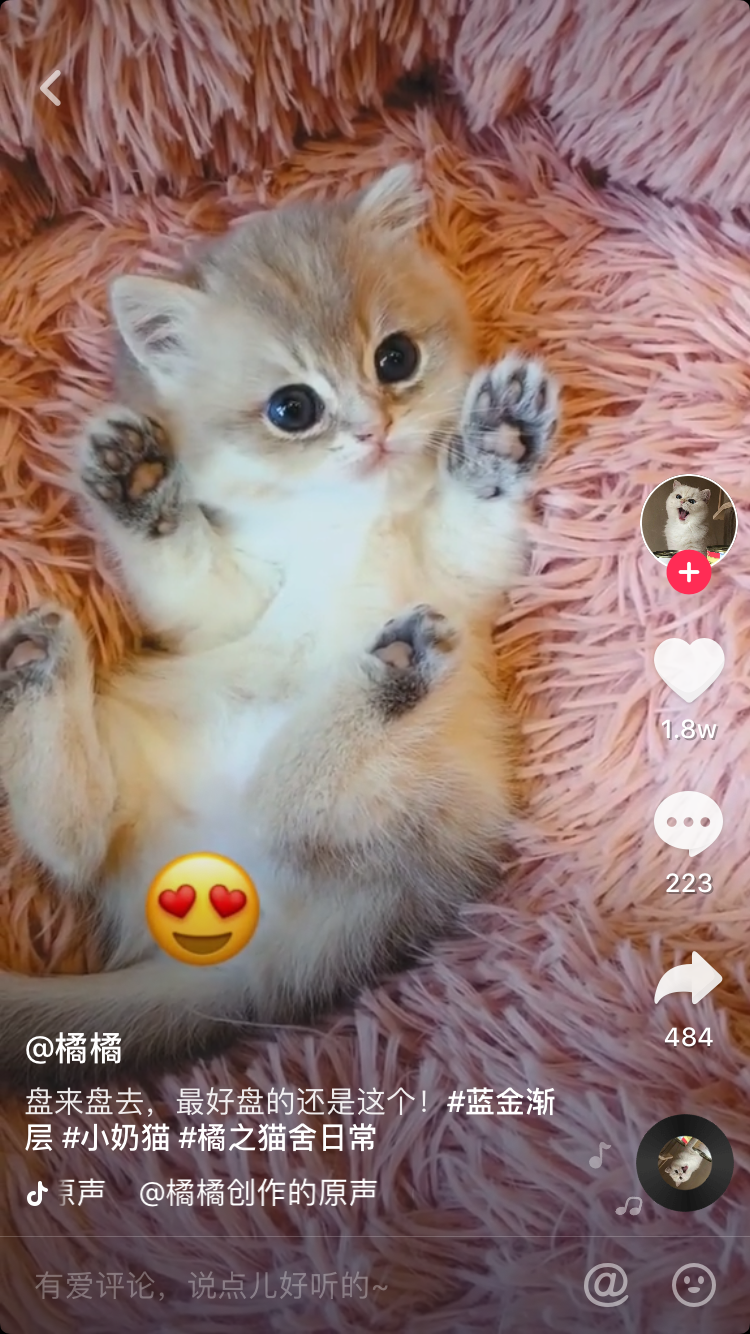 1.8w
223
484
@橘橘
盘来盘去，最好盘的还是这个！#蓝金渐
层 #小奶猫 #橘之猫舍日常
声 @橘橘创作的原声
有爱评论，说点儿好听的~
@